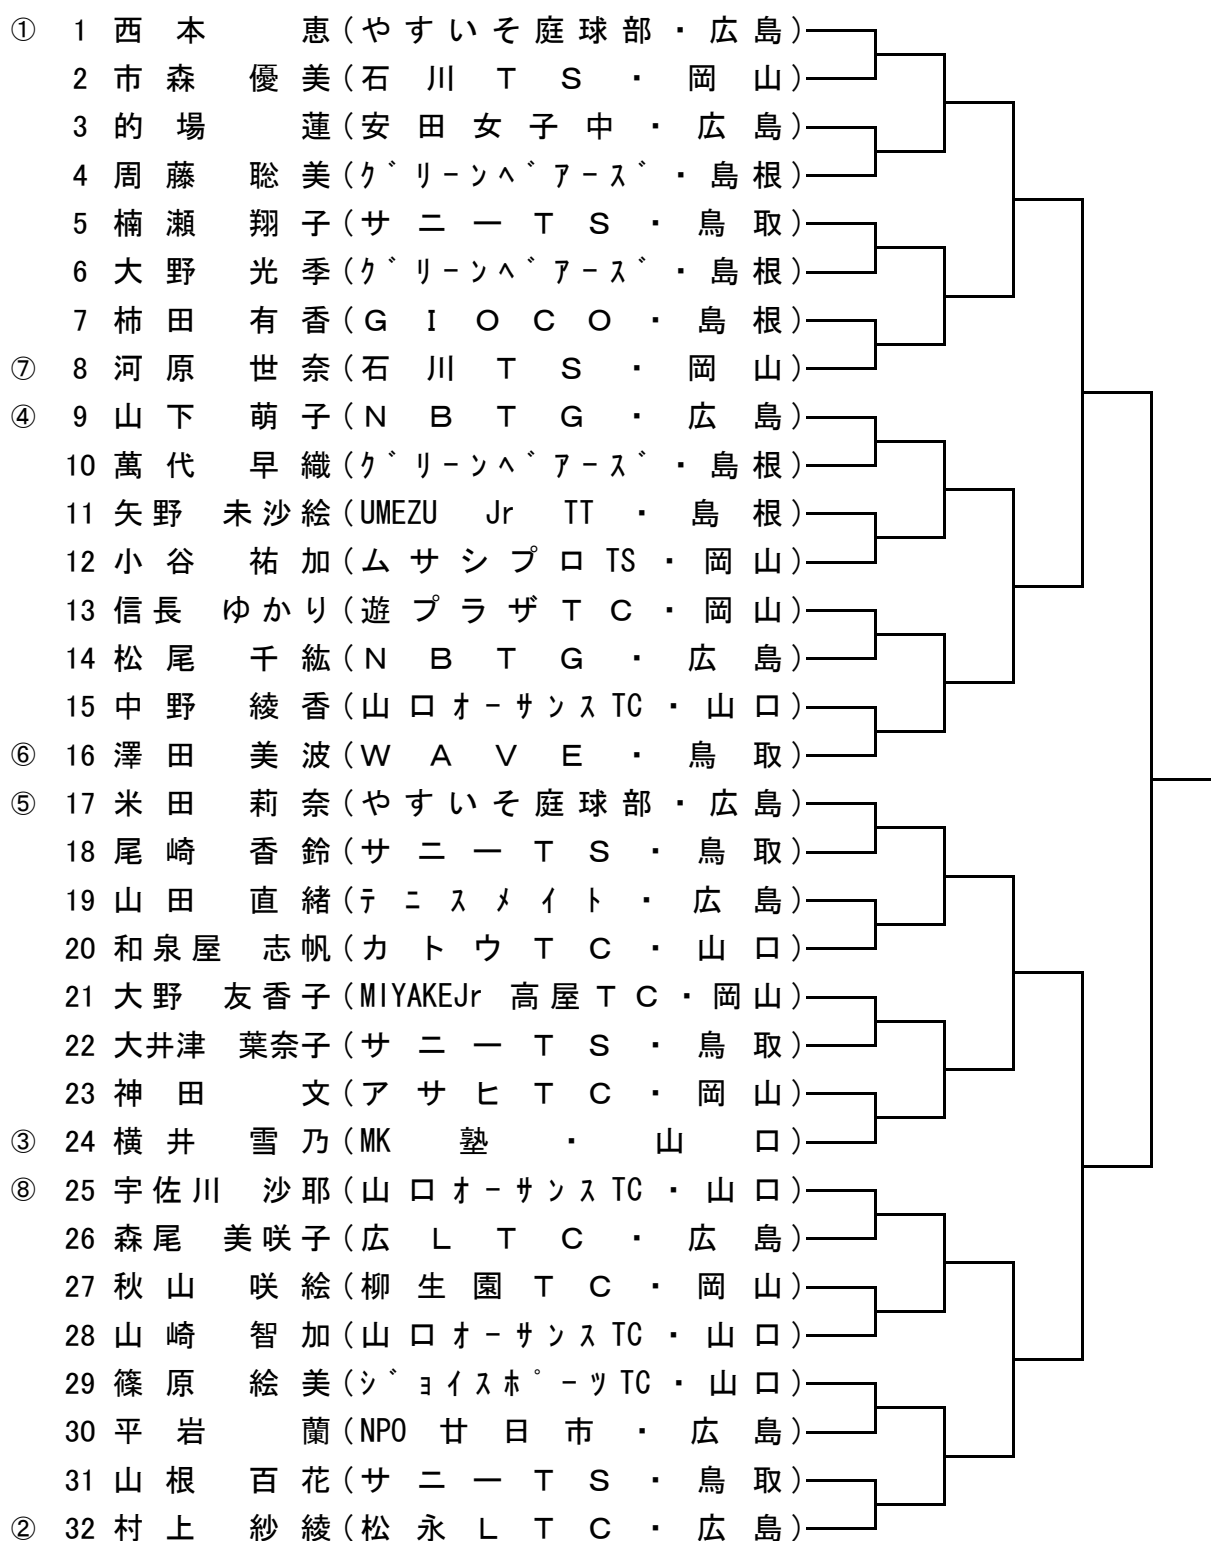 ① 1 西本 恵(やすいそ庭球部・広島)
2 市森 優美(石川TS・岡山)
3 的場 蓮(安田女子中・広島)
4 周藤 聡美(グリーンベアーズ・島根)
5 楠瀬 翔子(サニーTS・鳥取)
6 大野 光季(グリーンベアーズ・島根)
7 柿田 有香(GIOCO・島根)
⑦ 8 河原 世奈(石川TS・岡山)
④ 9 山下 萌子(NBTG・広島)
10 萬代 早織(グリーンベアーズ・島根)
11 矢野 未沙絵(UMEZU Jr TT・島根)
12 小谷 祐加(ムサシプロTS・岡山)
13 信長 ゆかり(遊プラザTC・岡山)
14 松尾 千紘(NBTG・広島)
15 中野 綾香(山口オーサンスTC・山口)
⑥ 16 澤田 美波(WAVE・鳥取)
⑤ 17 米田 莉奈(やすいそ庭球部・広島)
18 尾崎 香鈴(サニーTS・鳥取)
19 山田 直緒(テニスメイト・広島)
20 和泉屋 志帆(カトウTC・山口)
21 大野 友香子(MIYAKEJr 高屋TC・岡山)
22 大井津 葉奈子(サニーTS・鳥取)
23 神田 文(アサヒTC・岡山)
③ 24 横井 雪乃(MK 塾・山口)
⑧ 25 宇佐川 沙耶(山口オーサンスTC・山口)
26 森尾 美咲子(広LTC・広島)
27 秋山 咲絵(柳生園TC・岡山)
28 山崎 智加(山口オーサンスTC・山口)
29 篠原 絵美(ジョイスポーツTC・山口)
30 平岩 蘭(NPO 廿日市・広島)
31 山根 百花(サニーTS・鳥取)
② 32 村上 紗綾(松永LTC・広島)